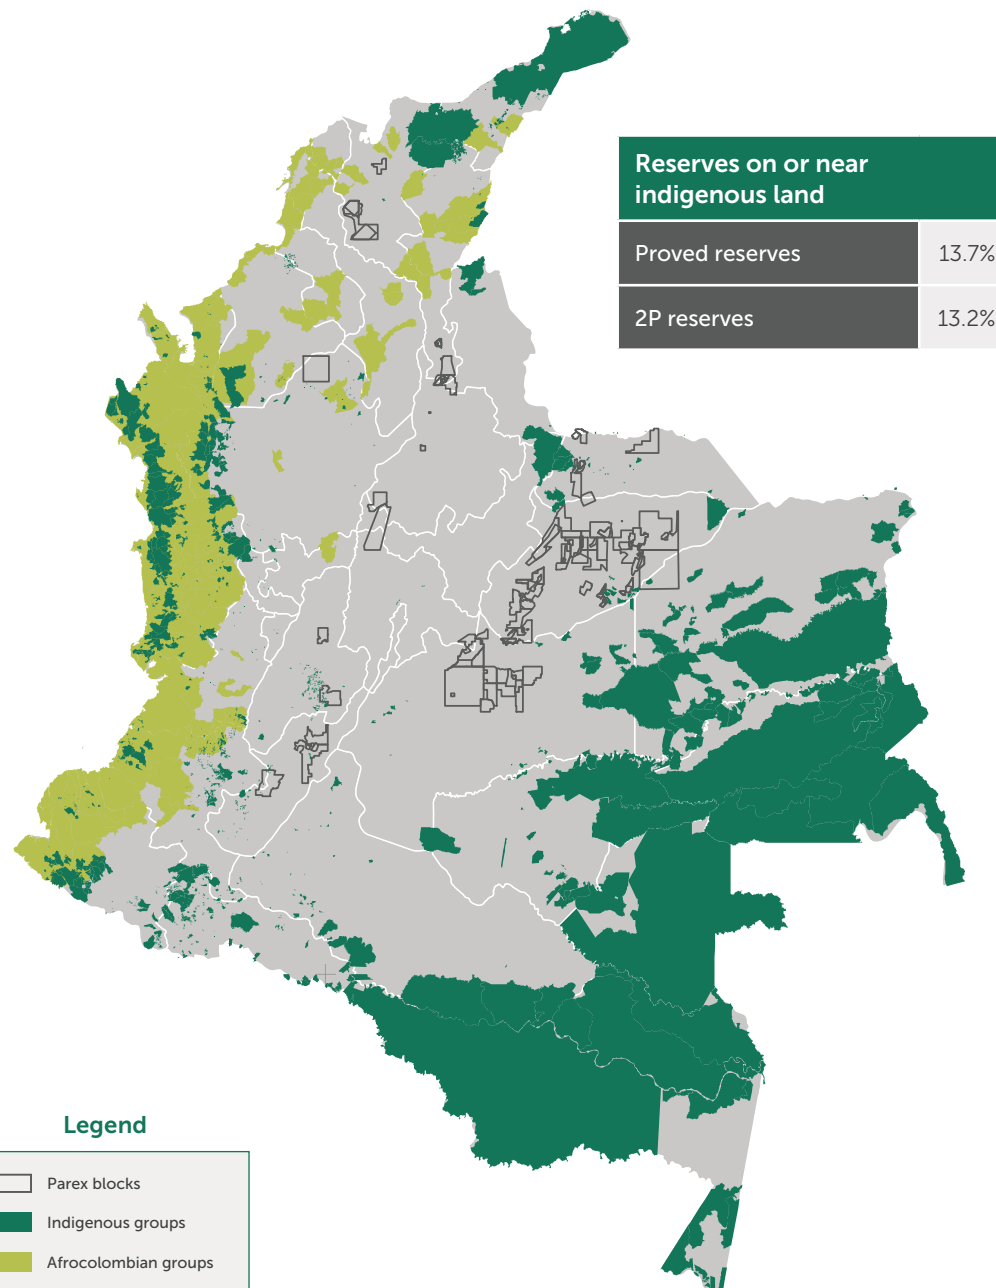 Reserves on or near
indigenous land
Proved reserves 13.7%
2P reserves 13.2%
Legend
Parex blocks
Indigenous groups
Afrocolombian groups